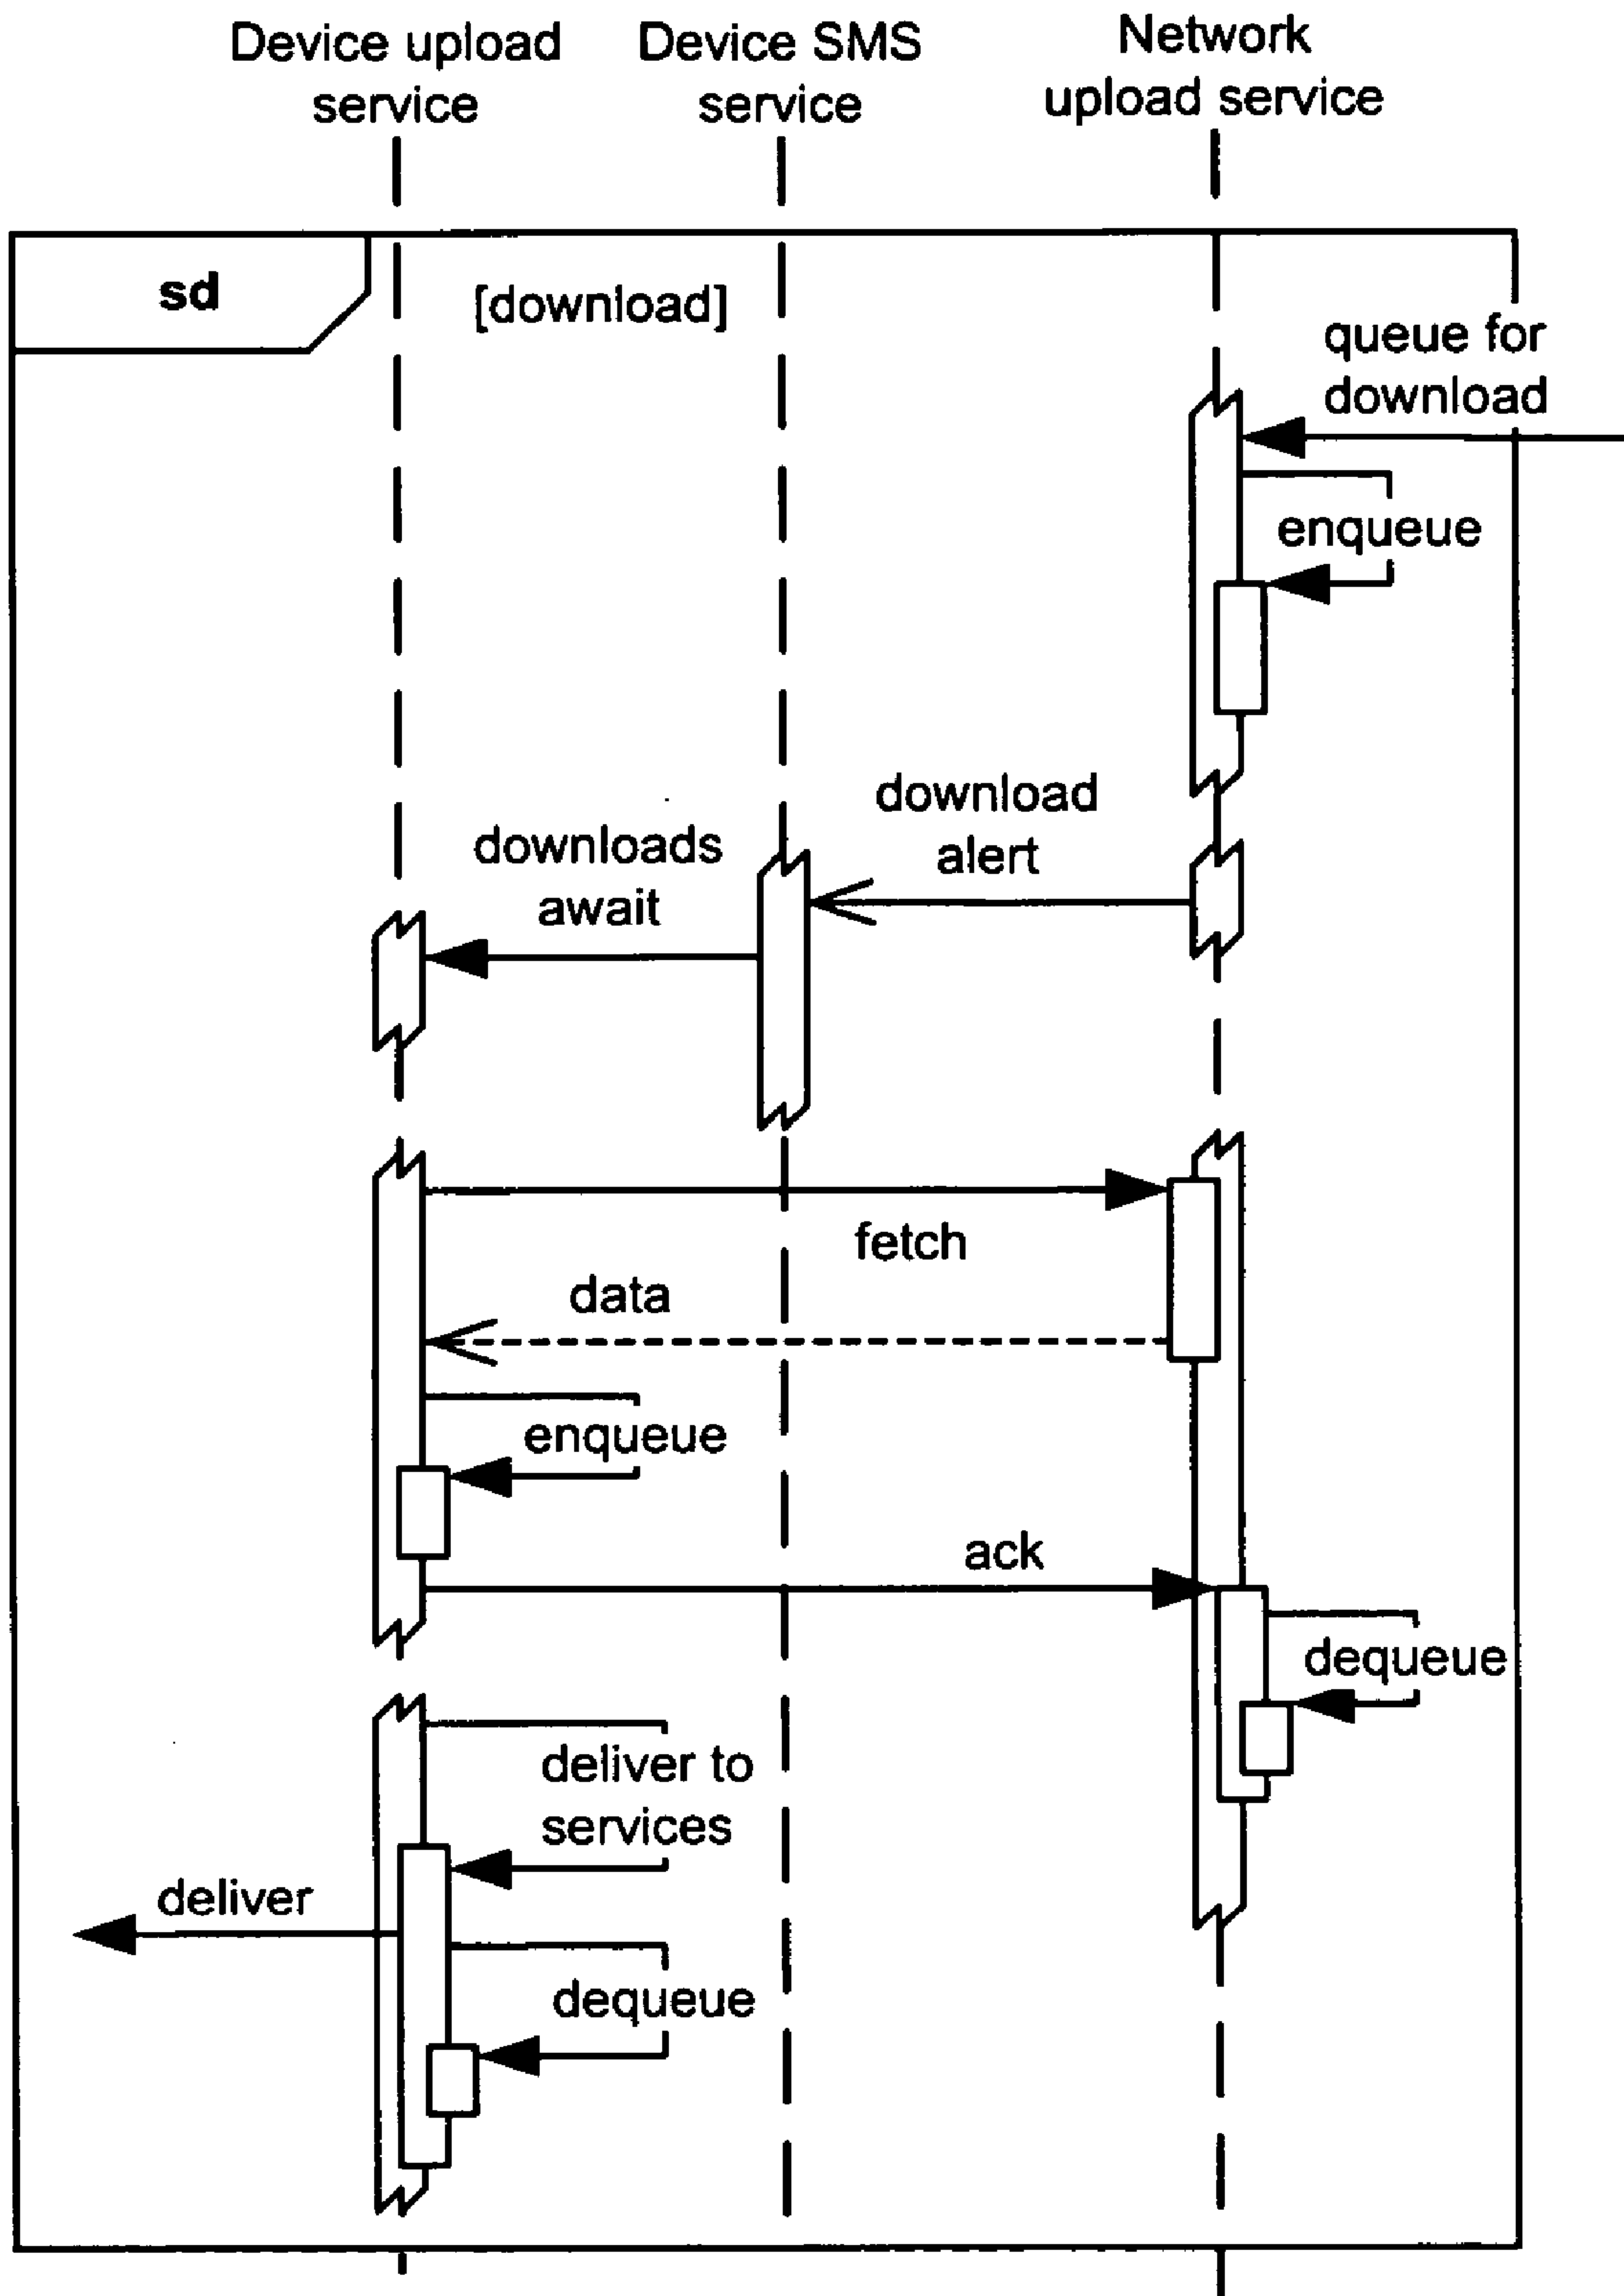 Device upload
service
Device SMS
service
Network
upload service
sd
[download]
queue for
download
enqueue
download
alert
downloads
await
fetch
data
enqueue
ack
dequeue
deliver to
services
deliver
dequeue